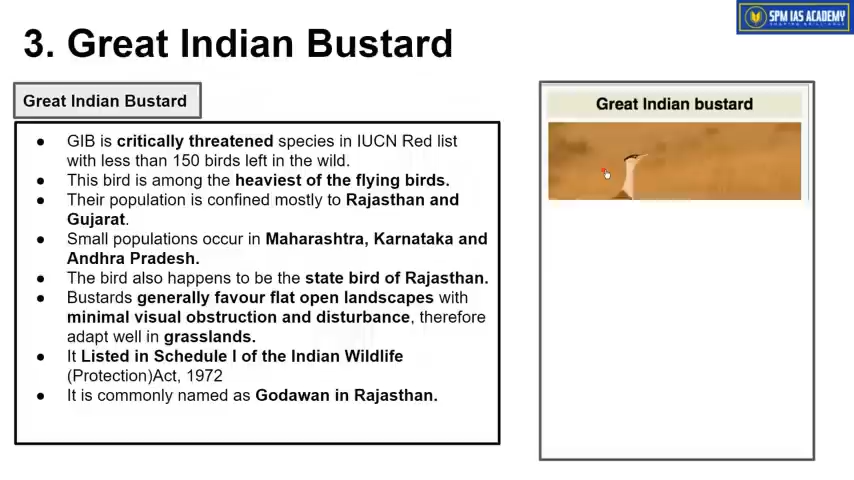 SPM IAS ACADEMY
3. Great Indian Bustard
Great Indian Bustard
● GIB is critically threatened species in IUCN Red list
with less than 150 birds left in the wild.
● This bird is among the heaviest of the flying birds.
● Their population is confined mostly to Rajasthan and
Gujarat.
● Small populations occur in Maharashtra, Karnataka and
Andhra Pradesh.
● The bird also happens to be the state bird of Rajasthan.
● Bustards generally favour flat open landscapes with
minimal visual obstruction and disturbance, therefore
adapt well in grasslands.
● It Listed in Schedule I of the Indian Wildlife
(Protection)Act, 1972
● It is commonly named as Godawan in Rajasthan.
Great Indian bustard